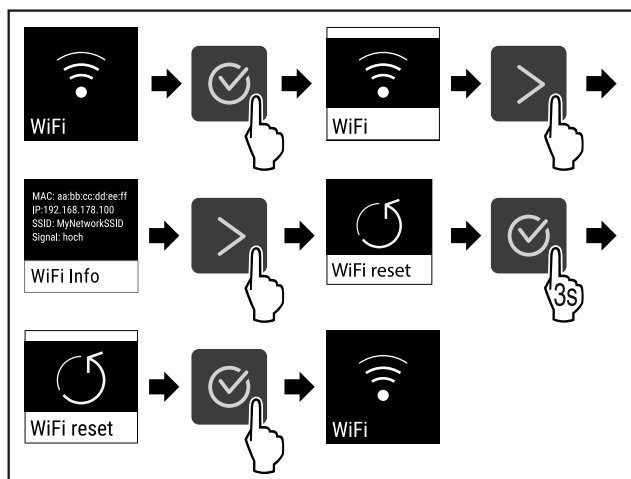 WiFi
WiFi
MAC: aa:bb:cc:dd:ee:ff
IP:192.168.178.100
SSID: MyNetworkSSID
Signal: hoch
WiFi Info
WiFi reset
3s
WiFi reset
WiFi